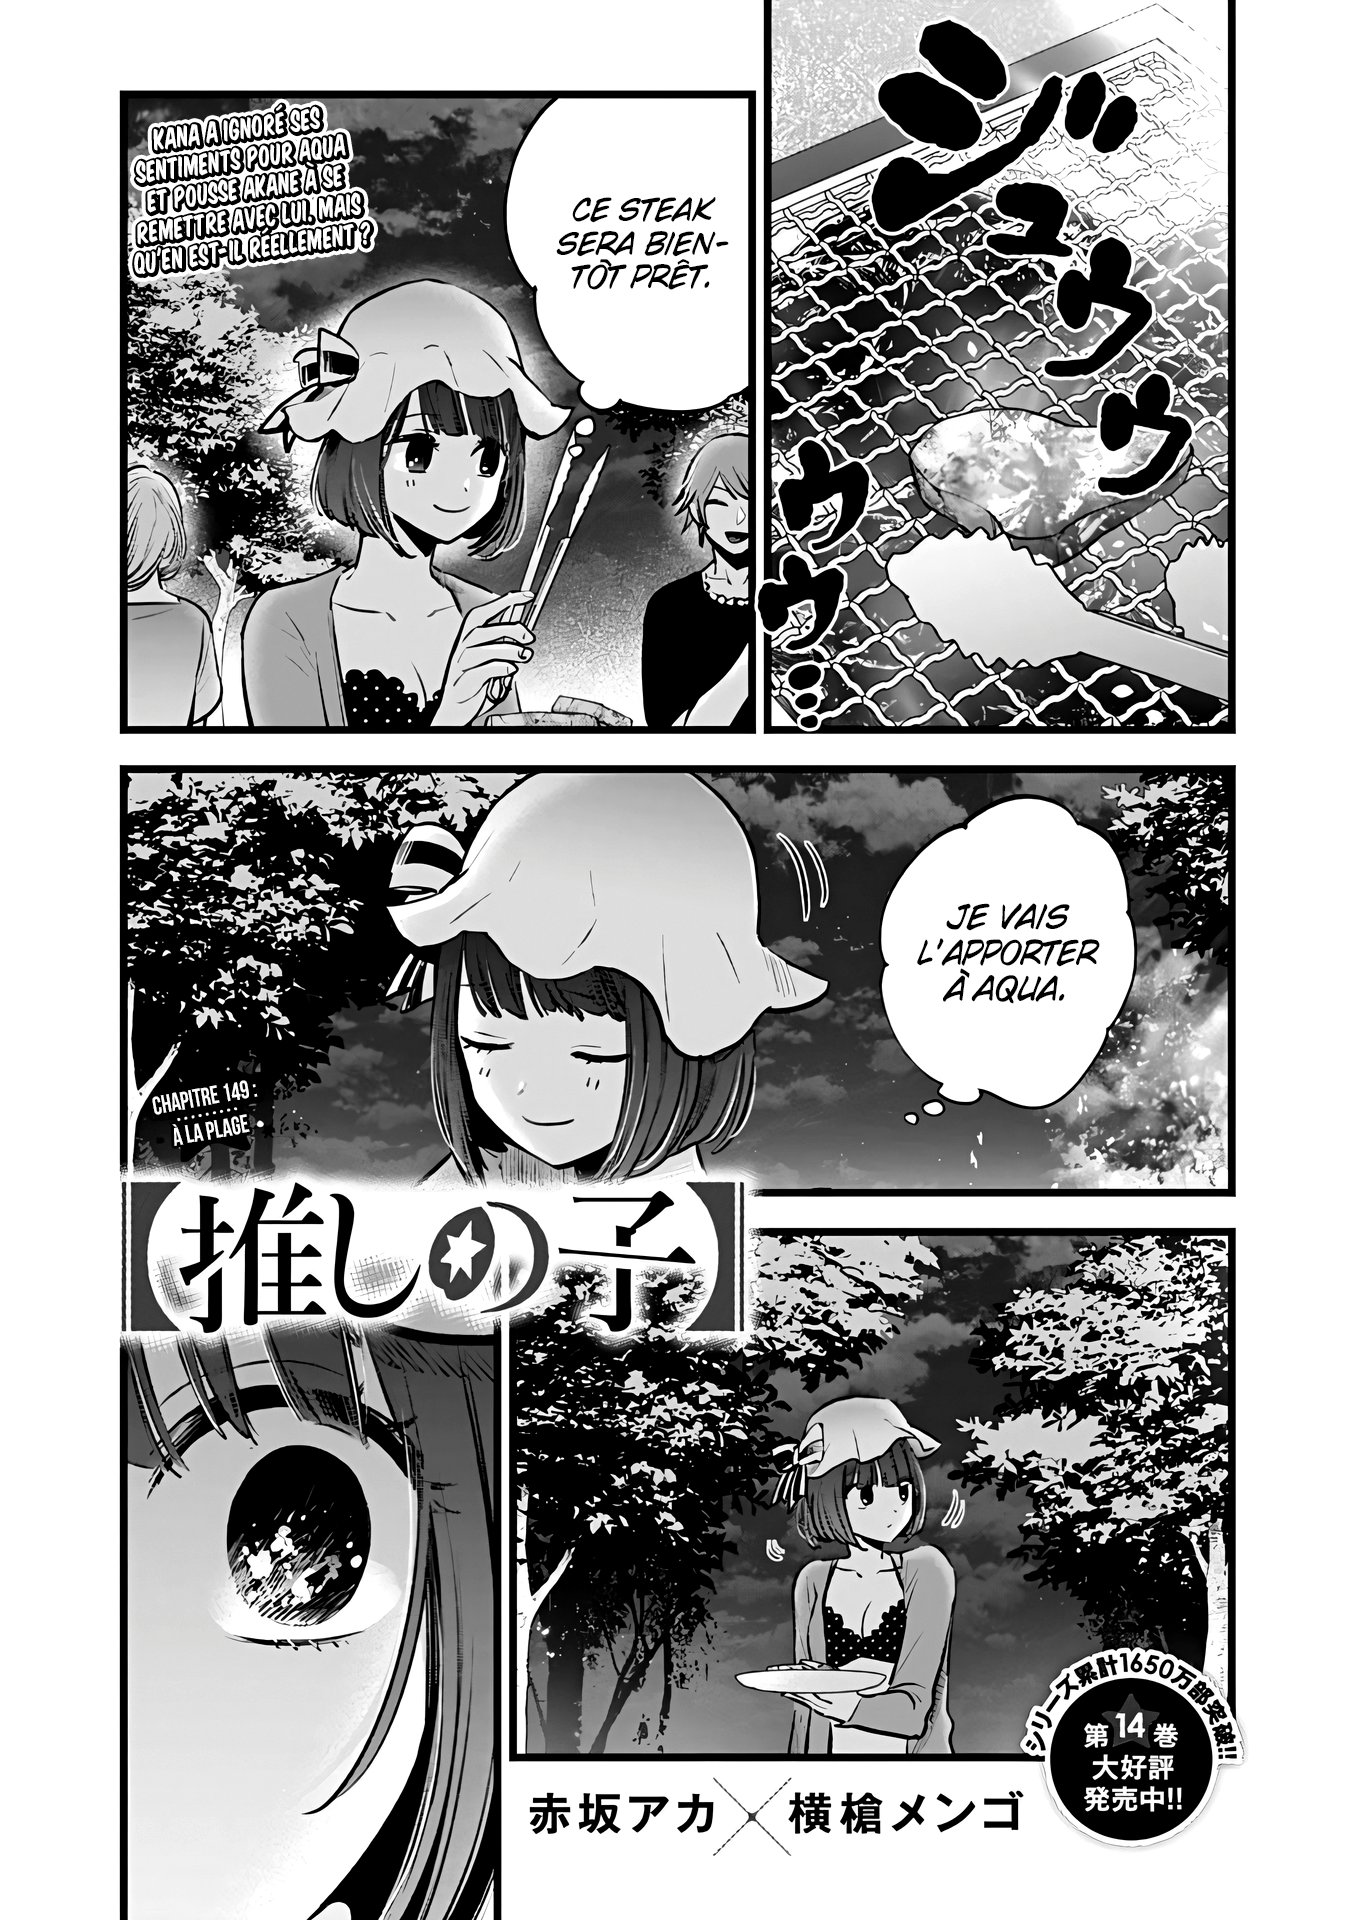 KANA A IGNORÉ SES
SENTIMENTS POUR AQUA
ET POUSSE AKANE À SE
REMETTRE AVEC LUI. MAIS
QU'EN EST-IL RÉELLEMENT ?
CE STEAK
SERA BIEN-
TÔT PRÊT.
ジュウウウ
ウウ…
JE VAIS
L'APPORTER
À AQUA.
CHAPITRE 149 :
À LA PLAGE
【推しの子】
シリーズ累計1650万部突破!!
第14巻
大好評
発売中!!
赤坂アカ×横槍メンゴ